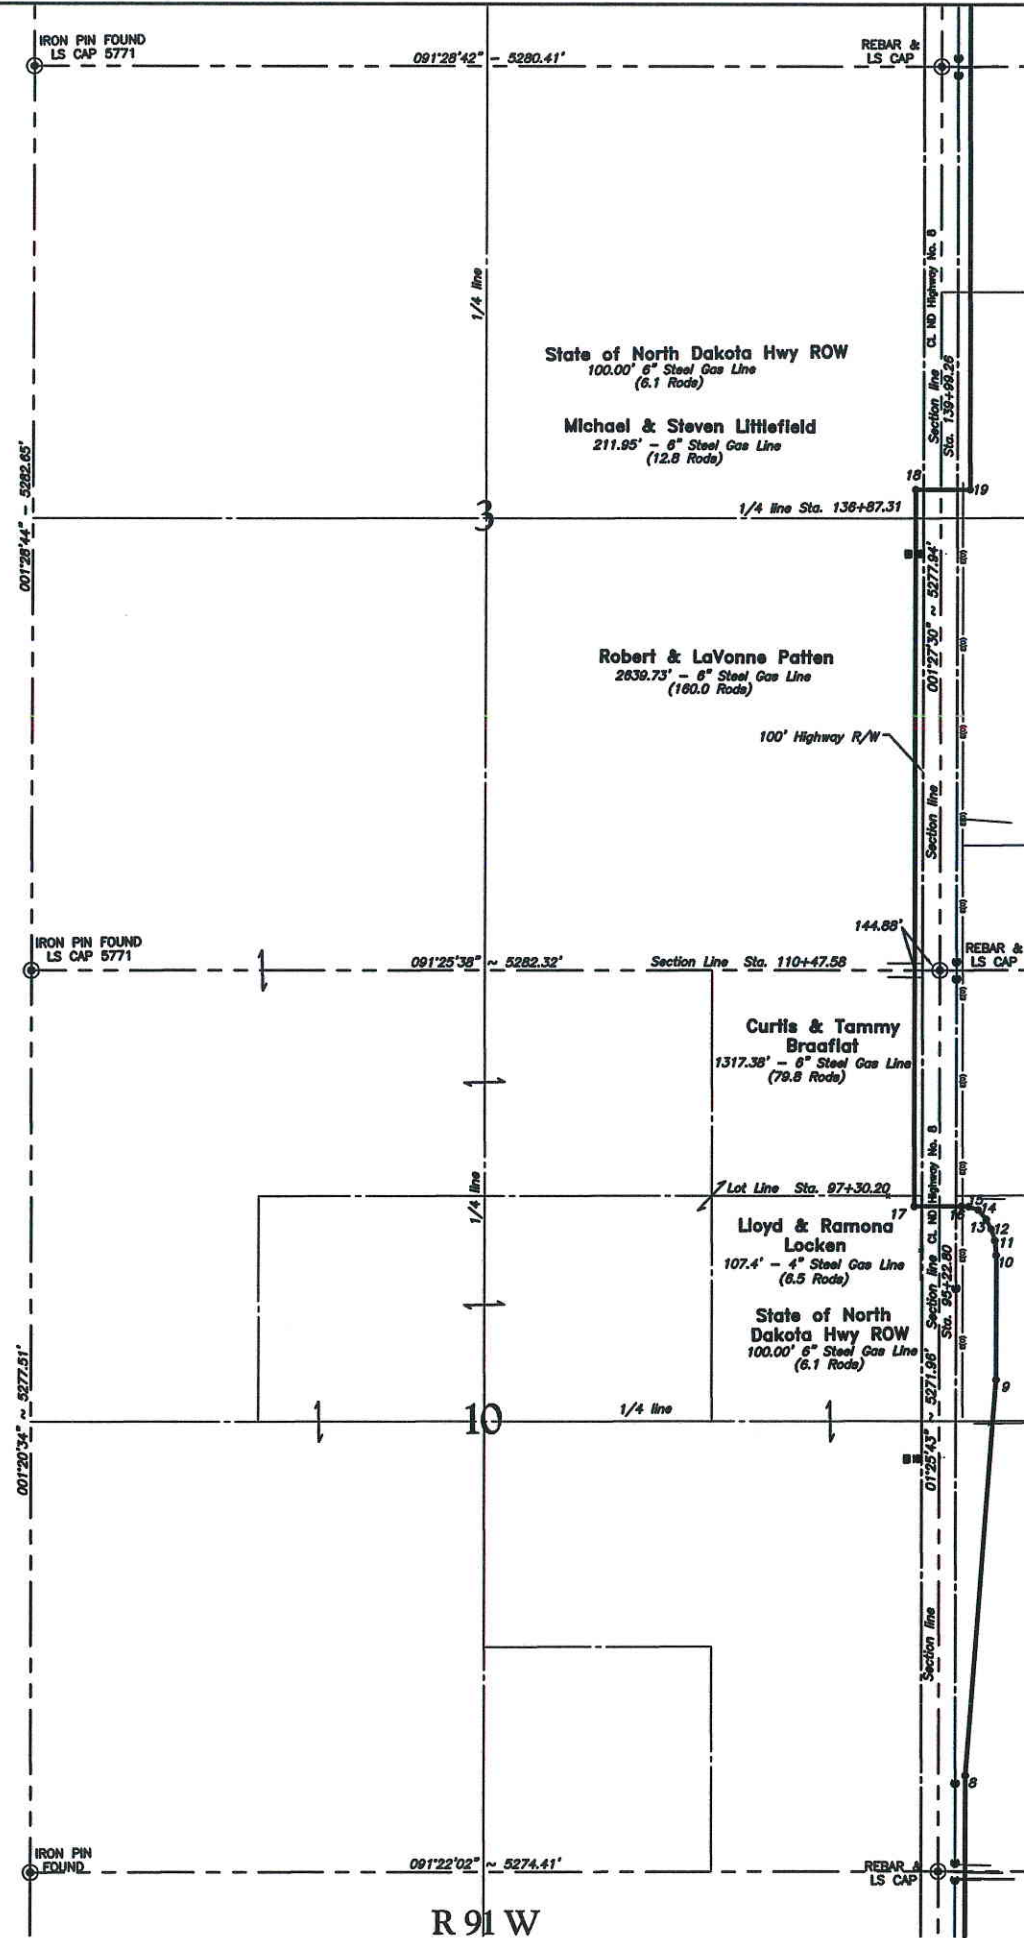 IRON PIN FOUND
LS CAP 5771
091°28'42" - 5280.41'
REBAR &
LS CAP
1/4 line
CL ND Highway No. 8
Section line
Sta. 139+99.26
State of North Dakota Hwy ROW
100.00' 6" Steel Gas Line
(6.1 Rods)
Michael & Steven Littlefield
211.95' - 6" Steel Gas Line
(12.8 Rods)
001°28'44" - 5282.65'
18
19
1/4 line Sta. 136+87.31
3
001°27'30" ~ 5277.94'
Robert & LaVonne Patten
2639.73' - 6" Steel Gas Line
(160.0 Rods)
100' Highway R/W
Section line
144.88'
IRON PIN FOUND
LS CAP 5771
091°25'38" ~ 5282.32'
Section Line Sta. 110+47.58
REBAR &
LS CAP
Curtis & Tammy
Braaflat
1317.38' - 6" Steel Gas Line
(79.8 Rods)
CL ND Highway No. 8
1/4 line
Lot Line Sta. 97+30.20
17
16
15
14
13
12
11
10
Lloyd & Ramona
Locken
107.4' - 4" Steel Gas Line
(6.5 Rods)
Section line
Sta. 95+22.80
State of North
Dakota Hwy ROW
100.00' 6" Steel Gas Line
(6.1 Rods)
001°20'34" ~ 5277.51'
01°25'43" ~ 5271.96'
9
1/4 line
10
Section line
8
IRON PIN
FOUND
091°22'02" ~ 5274.41'
REBAR &
LS CAP
R 91 W